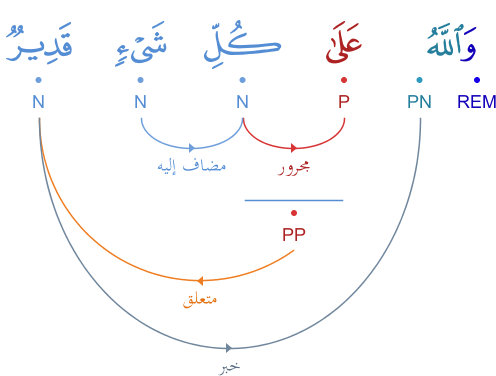 وَٱللَّهُ عَلَىٰ كُلِّ شَىْءٍ قَدِيرٌ
REM PN P N N N
مجرور مضاف إليه
PP
متعلق
خبر